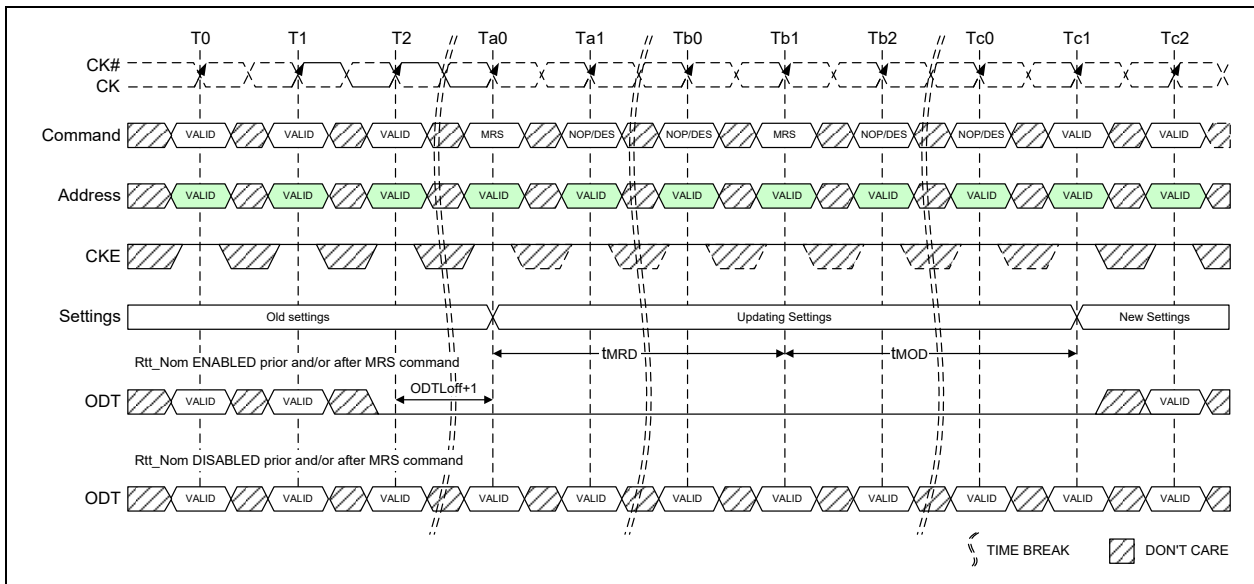 T0 T1 T2 Ta0 Ta1 Tb0 Tb1 Tb2 Tc0 Tc1 Tc2
CK#
CK
Command VALID VALID VALID MRS NOP/DES NOP/DES MRS NOP/DES NOP/DES VALID VALID
Address VALID VALID VALID VALID VALID VALID VALID VALID VALID VALID VALID
CKE
Settings Old settings Updating Settings New Settings
tMRD tMOD
Rtt_Nom ENABLED prior and/or after MRS command
ODTLoff+1
ODT VALID VALID VALID
Rtt_Nom DISABLED prior and/or after MRS command
ODT VALID VALID VALID VALID VALID VALID VALID VALID VALID VALID VALID
TIME BREAK DON'T CARE